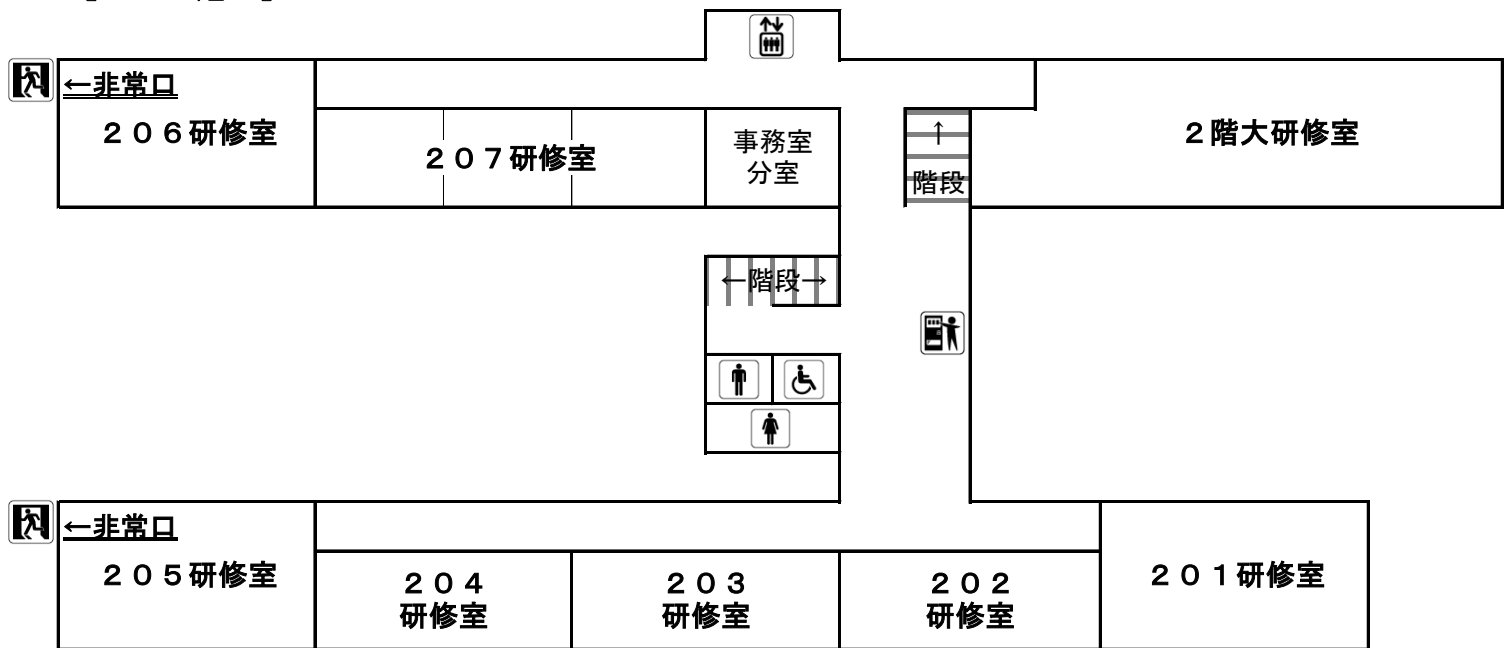 ←非常口
２０６研修室
２０７研修室
事務室
分室
↑
階段
２階大研修室
←階段→
←非常口
２０５研修室
２０４
研修室
２０３
研修室
２０２
研修室
２０１研修室